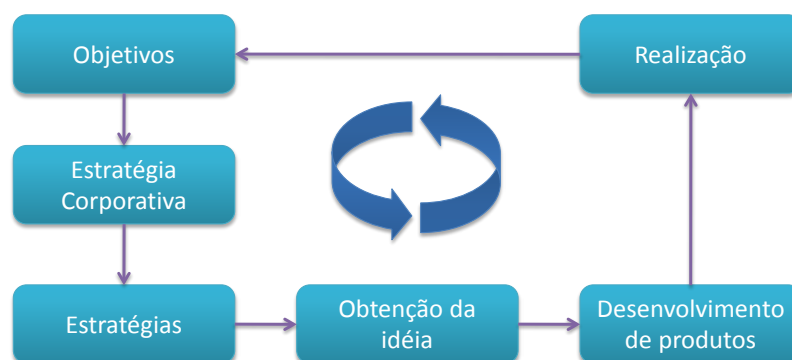 Objetivos
Realização
Estratégia
Corporativa
Estratégias
Obtenção da
idéia
Desenvolvimento
de produtos